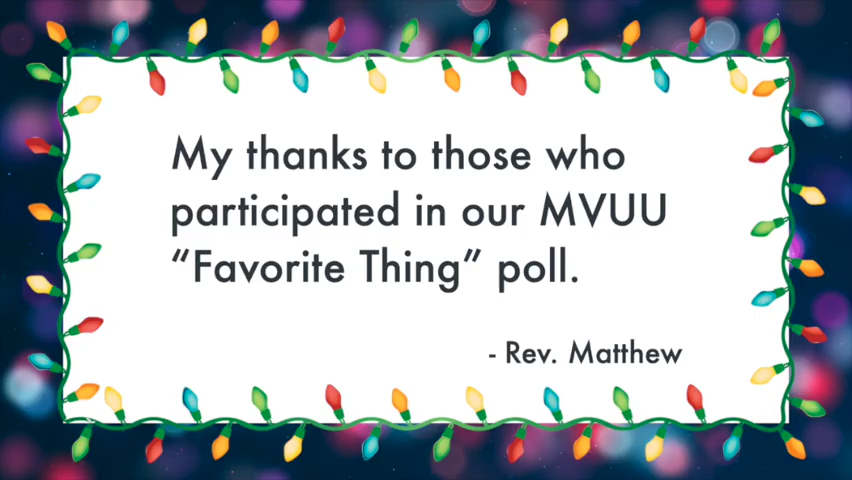 My thanks to those who
participated in our MVUU
“Favorite Thing” poll.
- Rev. Matthew